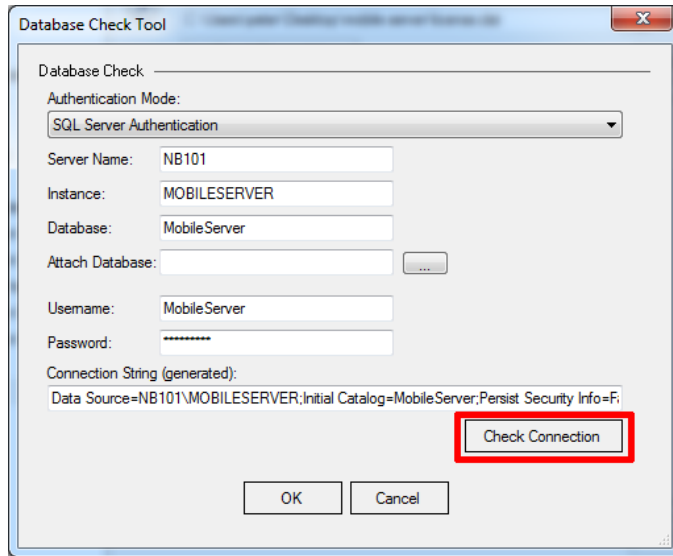 Database Check Tool
Database Check
Authentication Mode:
SQL Server Authentication
Server Name: NB101
Instance: MOBILESERVER
Database: MobileServer
Attach Database: ...
Username: MobileServer
Password: *********
Connection String (generated):
Data Source=NB101\MOBILESERVER;Initial Catalog=MobileServer;Persist Security Info=F
Check Connection
OK Cancel